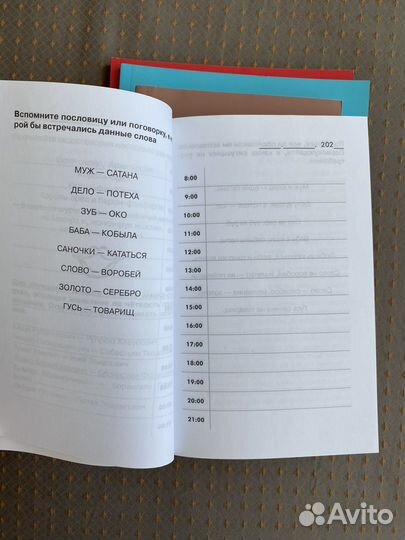 Вспомните пословицу или поговорку, в
рой бы встречались данные слова
МУЖ — САТАНА
ДЕЛО — ПОТЕХА
ЗУБ — ОКО
БАБА — КОБЫЛА
САНОЧКИ — КАТАТЬСЯ
СЛОВО — ВОРОБЕЙ
ЗОЛОТО — СЕРЕБРО
ГУСЬ — ТОВАРИЩ
202
8:00
9:00
10:00
11:00
12:00
13:00
14:00
15:00
16:00
17:00
18:00
19:00
20:00
21:00
Avito